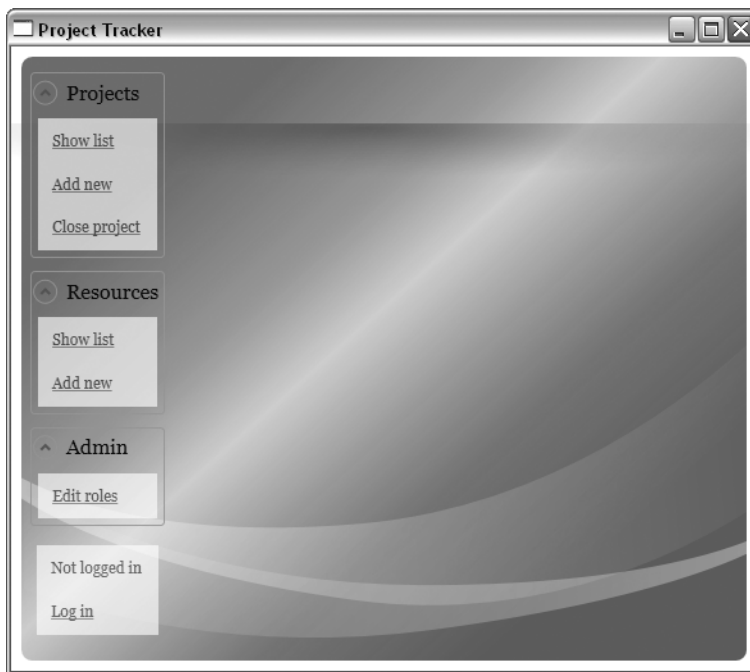 Project Tracker
Projects
Show list
Add new
Close project
Resources
Show list
Add new
Admin
Edit roles
Not logged in
Log in